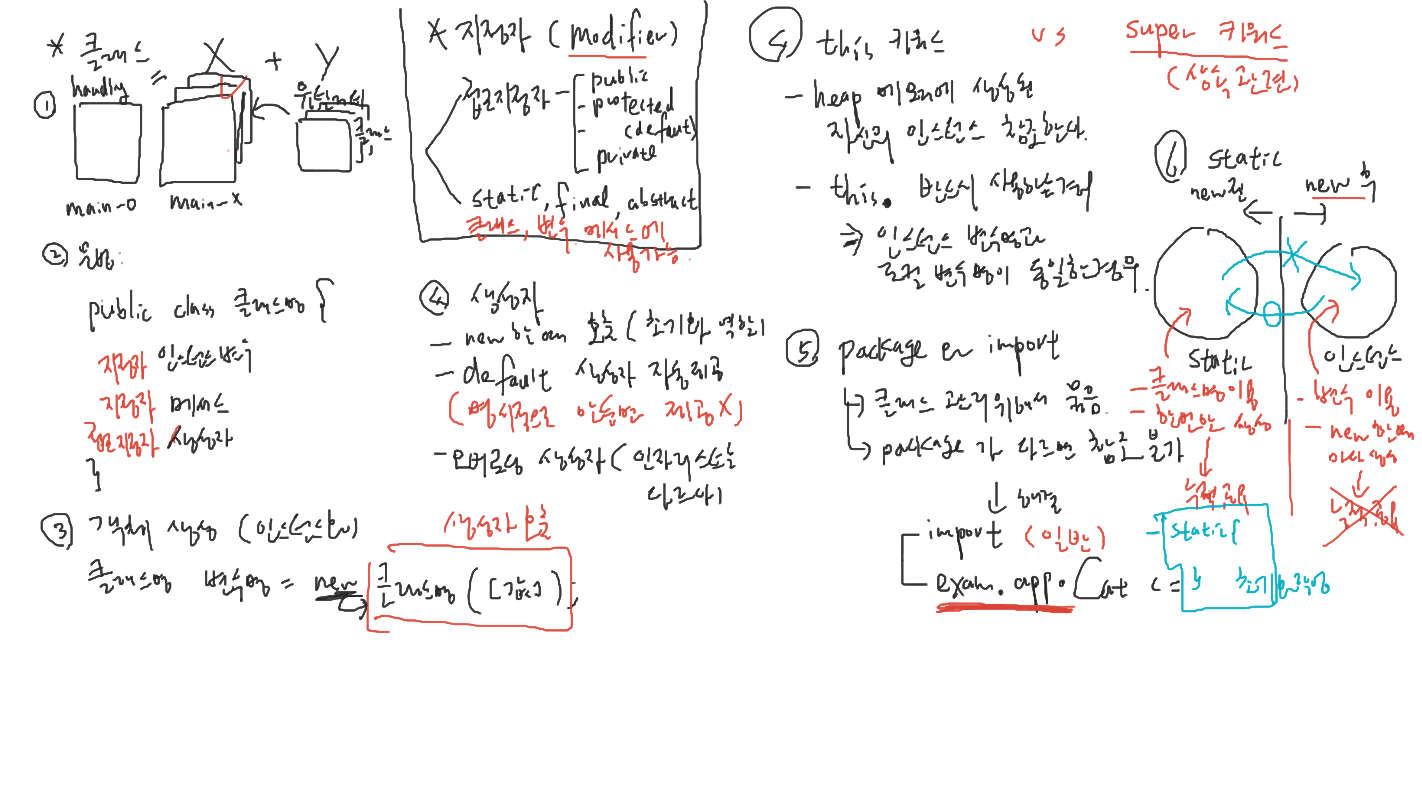 * 클래스 = X + Y
handling
유틸리티
클래스
①
main-O main-X
* 지정자 (modifier)
접근지정자 - public
- protected
- (default)
private
static, final, abstract
클래스, 변수, 메서드에
사용가능
② 문법:
public class 클래스명 {
지정자 인스턴스변수
지정자 메서드
접근지정자 생성자
}
③ 객체 생성 (인스턴스화)
클래스명 변수명 = new 클래스명 ([값]);
생성자 호출
④ 생성자
- new할때 호출 (초기화 역할)
- default 생성자 자동제공
(명시적으로 만들면 제공X)
- 오버로딩 생성자 (인자리스트는
다르다)
this 키워드 vs super 키워드
(상속관련)
- heap 메모리에 생성된
자신의 인스턴스 참조한다.
- this. 반드시 사용하는경우
⇒ 인스턴스 변수명과
로컬 변수명이 동일한 경우.
⑤ package 와 import
↳ 클래스 관리위해서 묶음.
↳ package 가 다르면 참조 불가
↓ 해결
import (일반)
exam.app.Cat c =
⑥ static
new전 new 후
static 인스턴스
- 클래스명 이용
- 한번만 생성
↓
누적 공유
- 변수 이용
- new 할때
마다 생성
↓
누적 X
- static{
} 초기화